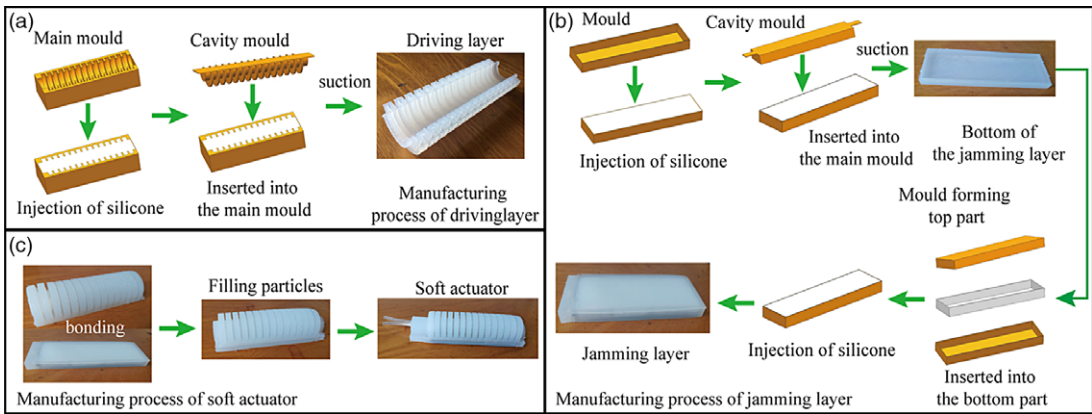 (a)
Main mould
Cavity mould
Driving layer
suction
Injection of silicone
Inserted into
the main mould
Manufacturing
process of drivinglayer
(b)
Mould
Cavity mould
suction
Injection of silicone
Inserted into
the main mould
Bottom of
the jamming layer
Mould forming
top part
Inserted into
the bottom part
Injection of silicone
Jamming layer
Manufacturing process of jamming layer
(c)
bonding
Filling particles
Soft actuator
Manufacturing process of soft actuator